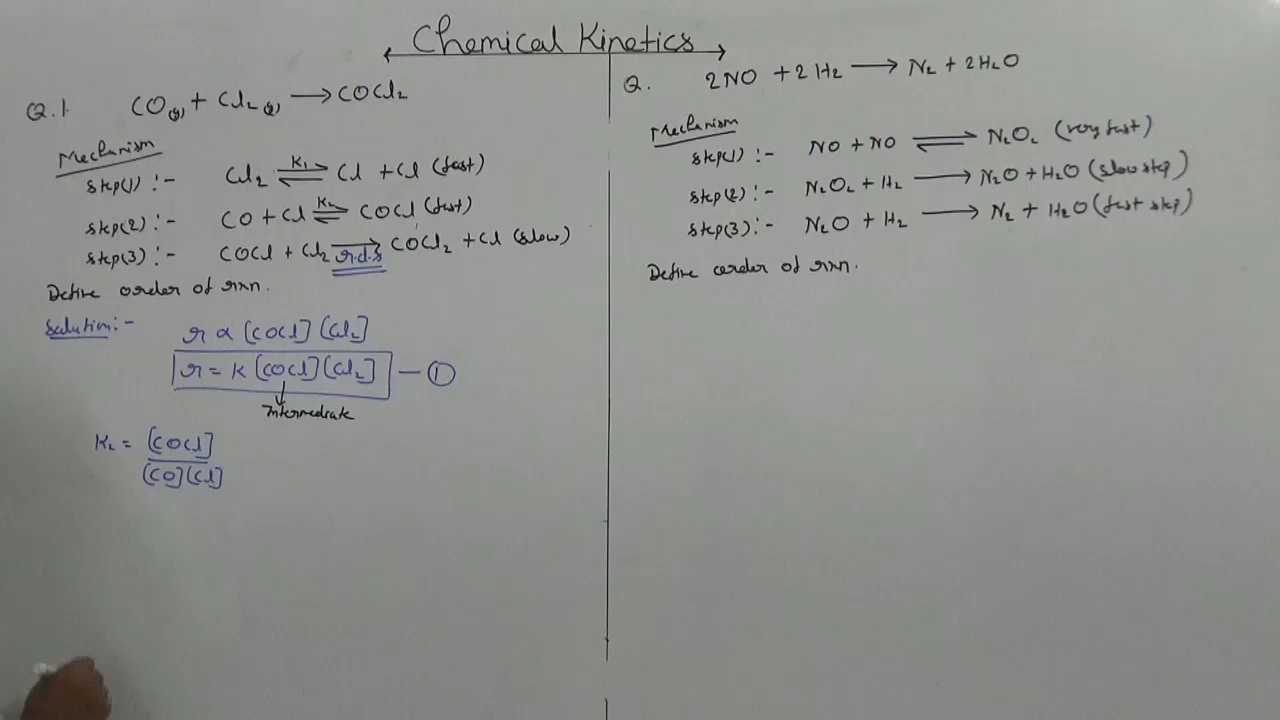 Chemical Kinetics
Q.1. CO(g) + Cl₂(g) ⟶ COCl₂
Mechanism
Step(1) :- Cl₂ ⇌ Cl + Cl (fast)
K₁
Step(2) :- CO + Cl ⇌ COCl (fast)
K₂
Step(3) :- COCl + Cl₂ ⟶ COCl₂ + Cl (slow)
r.d.s
Define order of rxn.
Solution:-
r ∝ [COCl] [Cl₂]
r = K [COCl] [Cl₂] — ①
Intermediate
K₂ = [COCl]
[CO][Cl]
Q. 2NO + 2H₂ ⟶ N₂ + 2H₂O
Mechanism
Step(1) :- NO + NO ⇌ N₂O₂ (very fast)
Step(2) :- N₂O₂ + H₂ ⟶ N₂O + H₂O (slow step)
Step(3) :- N₂O + H₂ ⟶ N₂ + H₂O (fast step)
Define order of rxn.